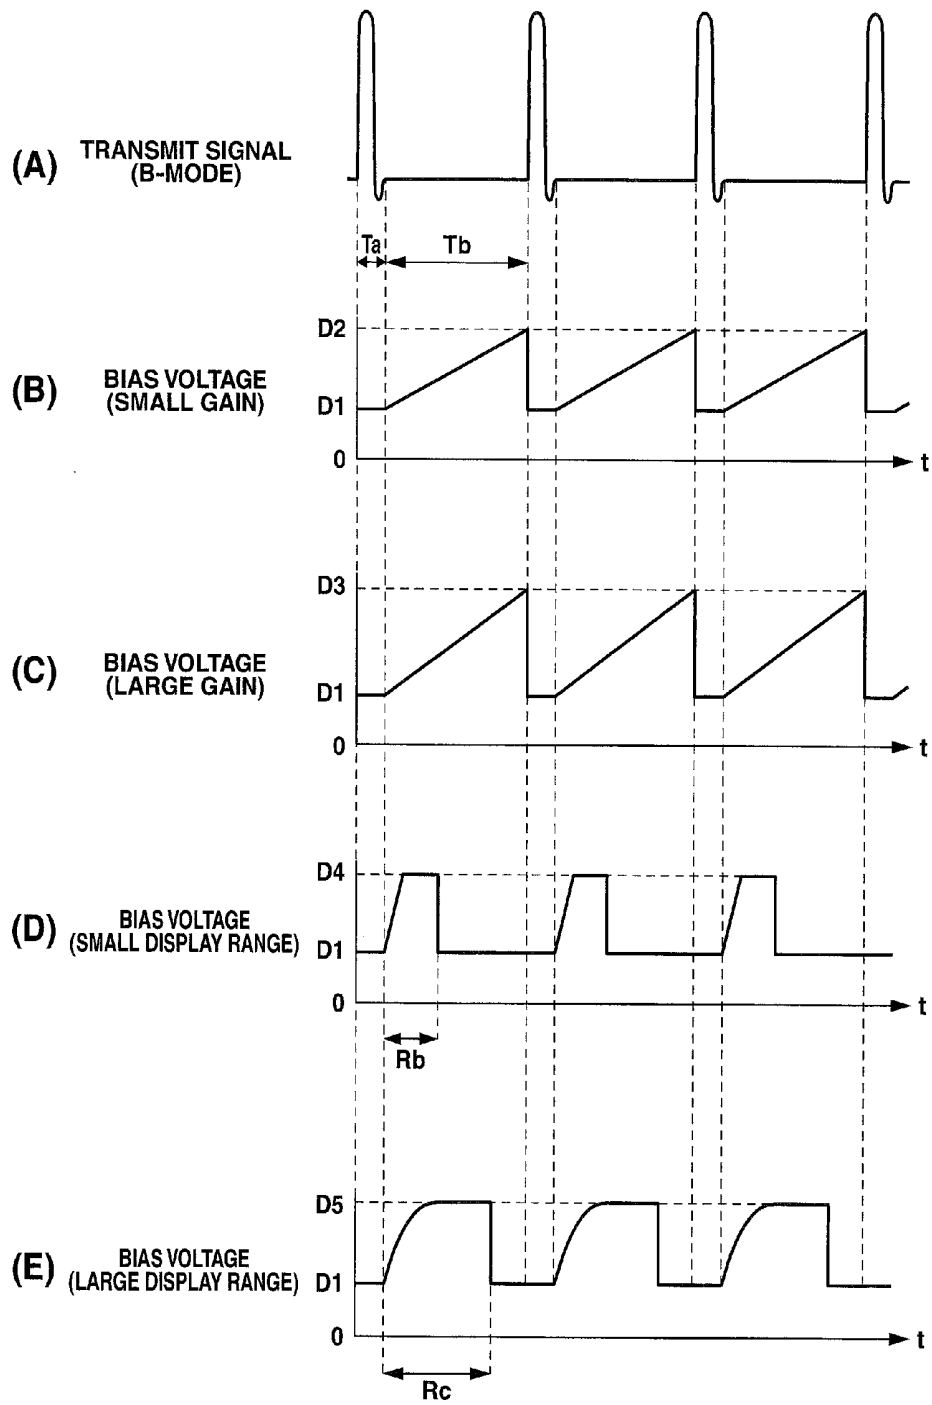 (A) TRANSMIT SIGNAL
(B-MODE)
Ta Tb
D2
(B) BIAS VOLTAGE
(SMALL GAIN)
D1
0 t
D3
(C) BIAS VOLTAGE
(LARGE GAIN)
D1
0 t
D4
(D) BIAS VOLTAGE
(SMALL DISPLAY RANGE)
D1
0 t
Rb
D5
(E) BIAS VOLTAGE
(LARGE DISPLAY RANGE)
D1
0 t
Rc